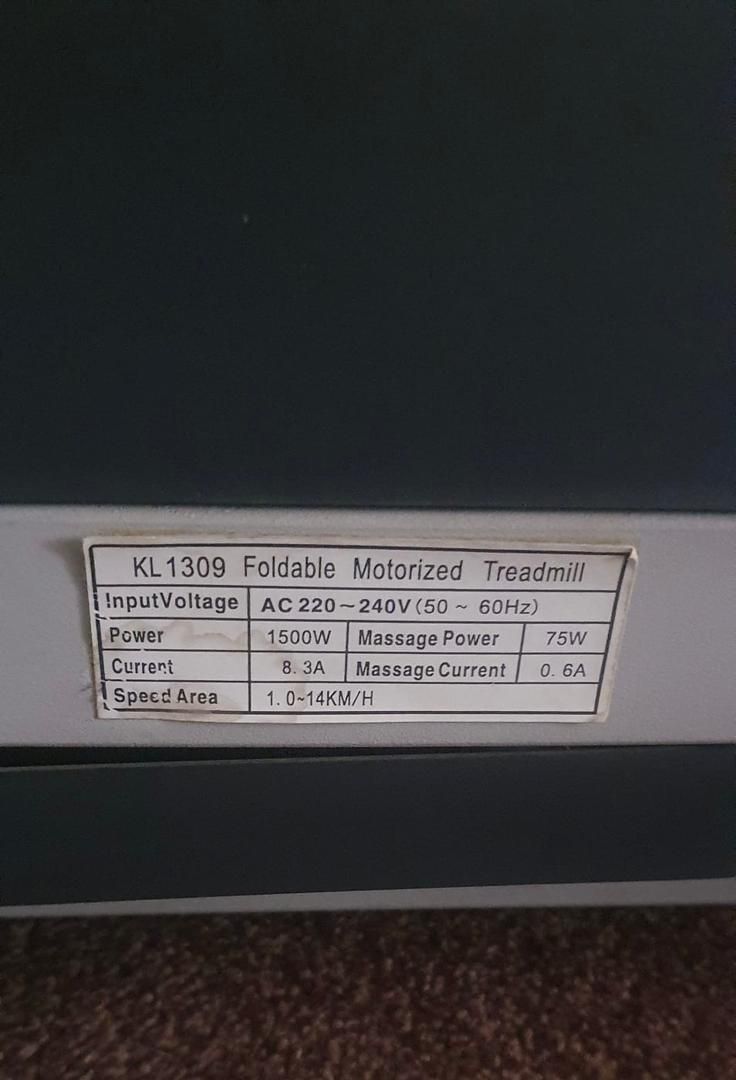 KL1309 Foldable Motorized Treadmill
InputVoltage AC 220~240V(50 ~ 60Hz)
Power 1500W Massage Power 75W
Current 8.3A Massage Current 0.6A
Speed Area 1.0~14KM/H